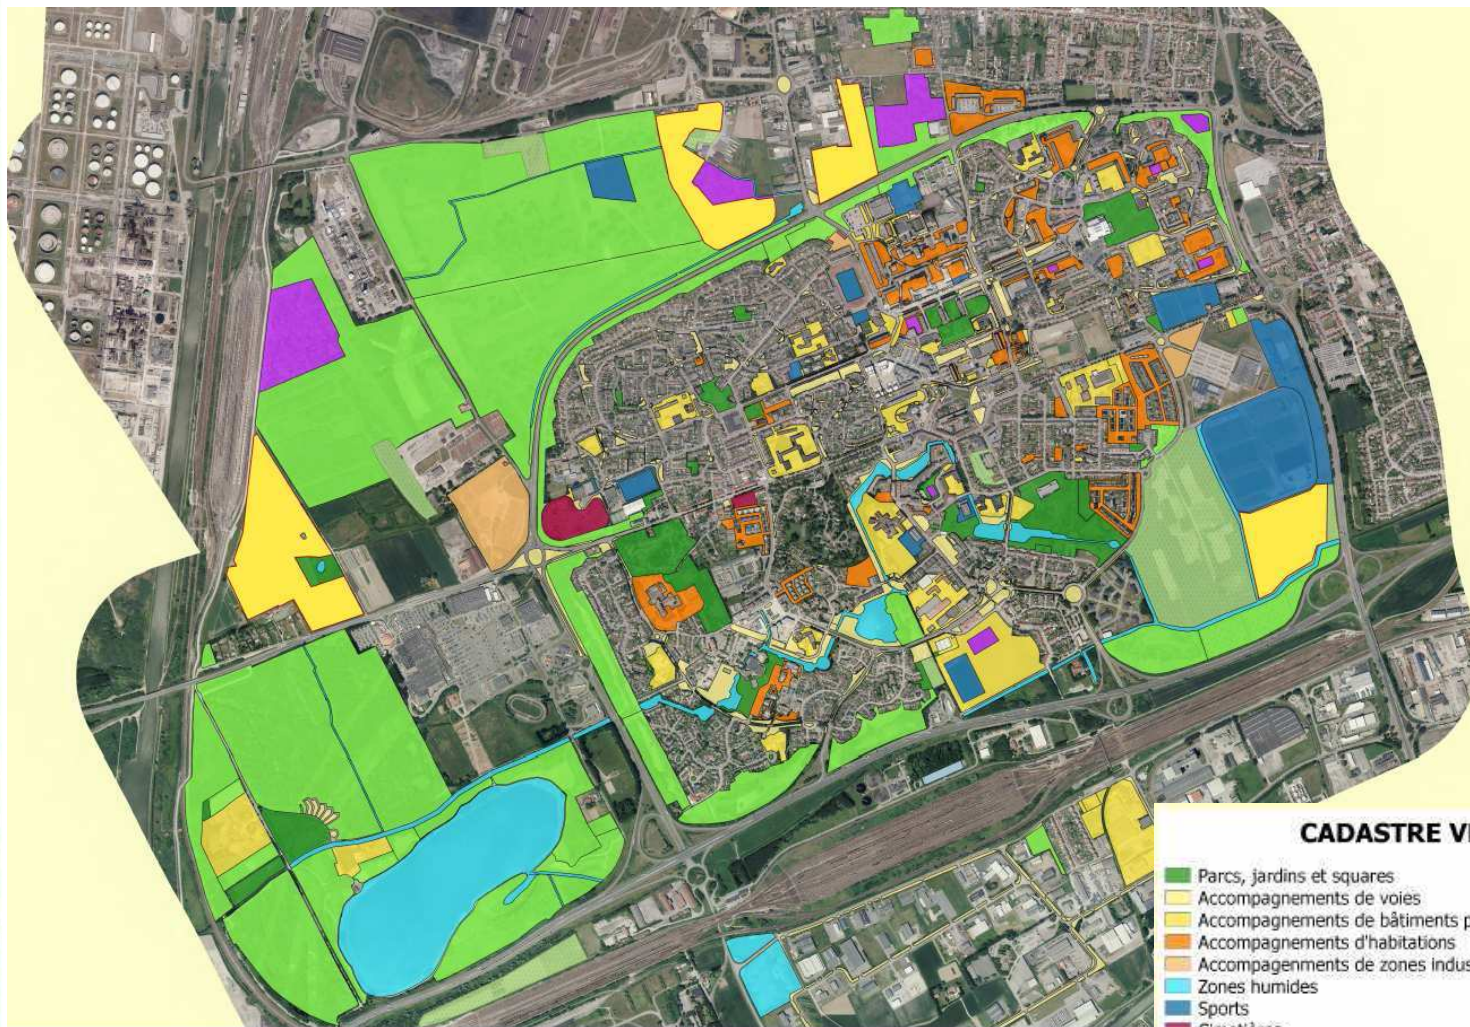 CADASTRE
Parcs, jardins et squares
Accompagnements de voies
Accompagnements de bâtiments
Accompagnements d'habitations
Accompagenments de zones
Zones humides
Sports